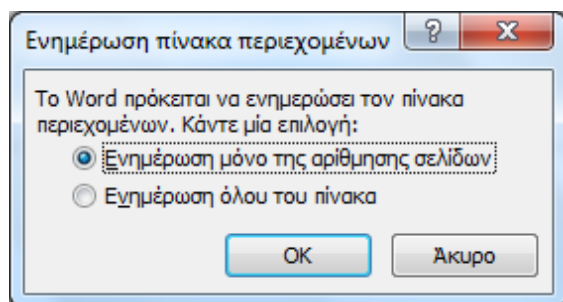 Ενημέρωση πίνακα περιεχομένων
Το Word πρόκειται να ενημερώσει τον πίνακα
περιεχομένων. Κάντε μία επιλογή:
Ενημέρωση μόνο της αρίθμησης σελίδων
Ενημέρωση όλου του πίνακα
OK
Άκυρο